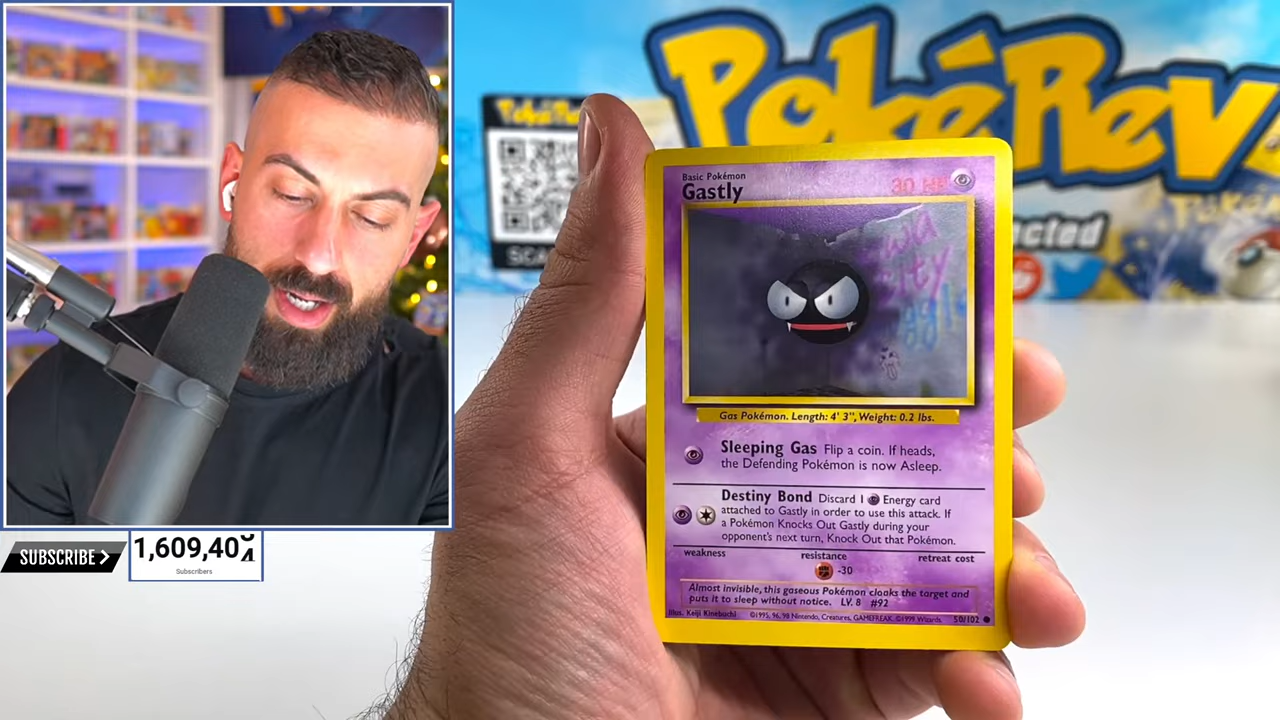 PokéRev
Basic Pokémon
Gastly
30 HP
Gas Pokémon. Length: 4' 3", Weight: 0.2 lbs.
Sleeping Gas Flip a coin. If heads,
the Defending Pokémon is now Asleep.
Destiny Bond Discard 1 Energy card
attached to Gastly in order to use this attack. If
a Pokémon Knocks Out Gastly during your
opponent's next turn, Knock Out that Pokémon.
weakness resistance retreat cost
-30
Almost invisible, this gaseous Pokémon cloaks the target and
puts it to sleep without notice. LV. 8 #92
Illus. Keiji Kinebuchi ©1995, 96, 98 Nintendo, Creatures, GAMEFREAK. ©1999 Wizards. 50/102
SUBSCRIBE
1,609,40
Subscribers